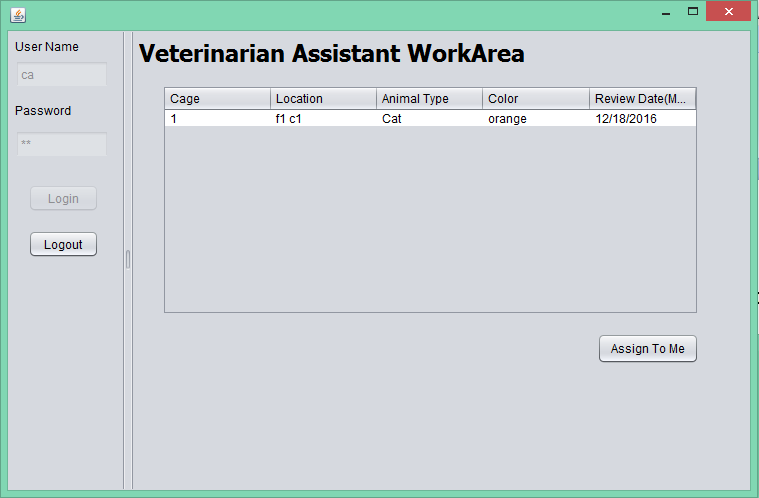 User Name
ca
Password
**
Login
Logout
Veterinarian Assistant WorkArea
Cage Location Animal Type Color Review Date(M...
1 f1 c1 Cat orange 12/18/2016
Assign To Me